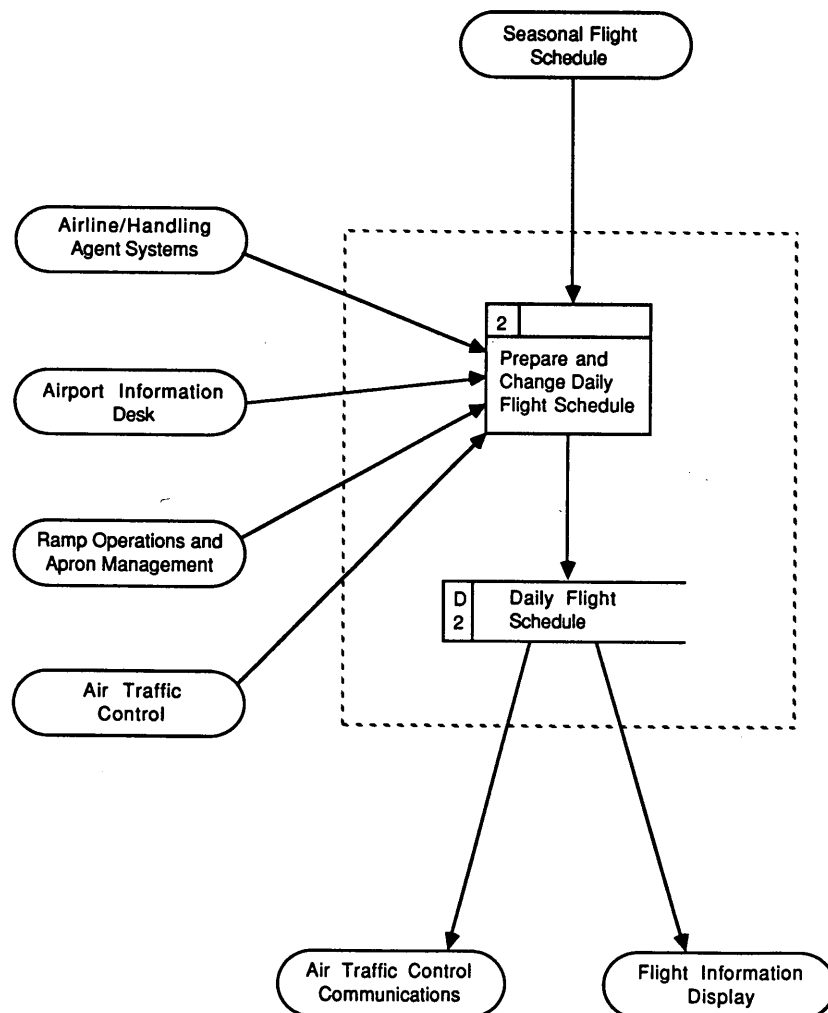 Seasonal Flight
Schedule
Airline/Handling
Agent Systems
2
Prepare and
Change Daily
Flight Schedule
Airport Information
Desk
Ramp Operations and
Apron Management
D
2
Daily Flight
Schedule
Air Traffic
Control
Air Traffic Control
Communications
Flight Information
Display